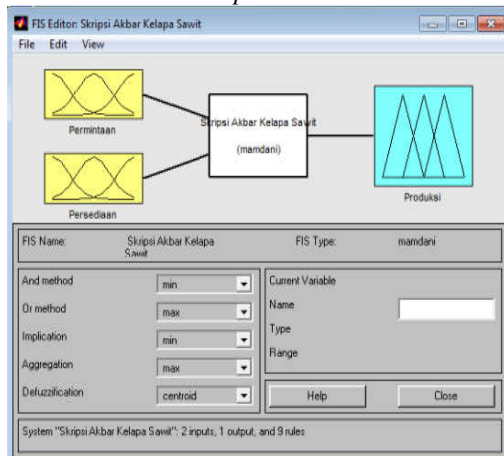 FIS Editor: Skripsi Akbar Kelapa Sawit
File Edit View
Permintaan
Persediaan
Skripsi Akbar Kelapa Sawit
(mamdani)
Produksi
FIS Name: Skripsi Akbar Kelapa Sawit FIS Type: mamdani
And method min
Or method max
Implication min
Aggregation max
Defuzzification centroid
Current Variable
Name
Type
Range
Help Close
System "Skripsi Akbar Kelapa Sawit": 2 inputs, 1 output, and 9 rules